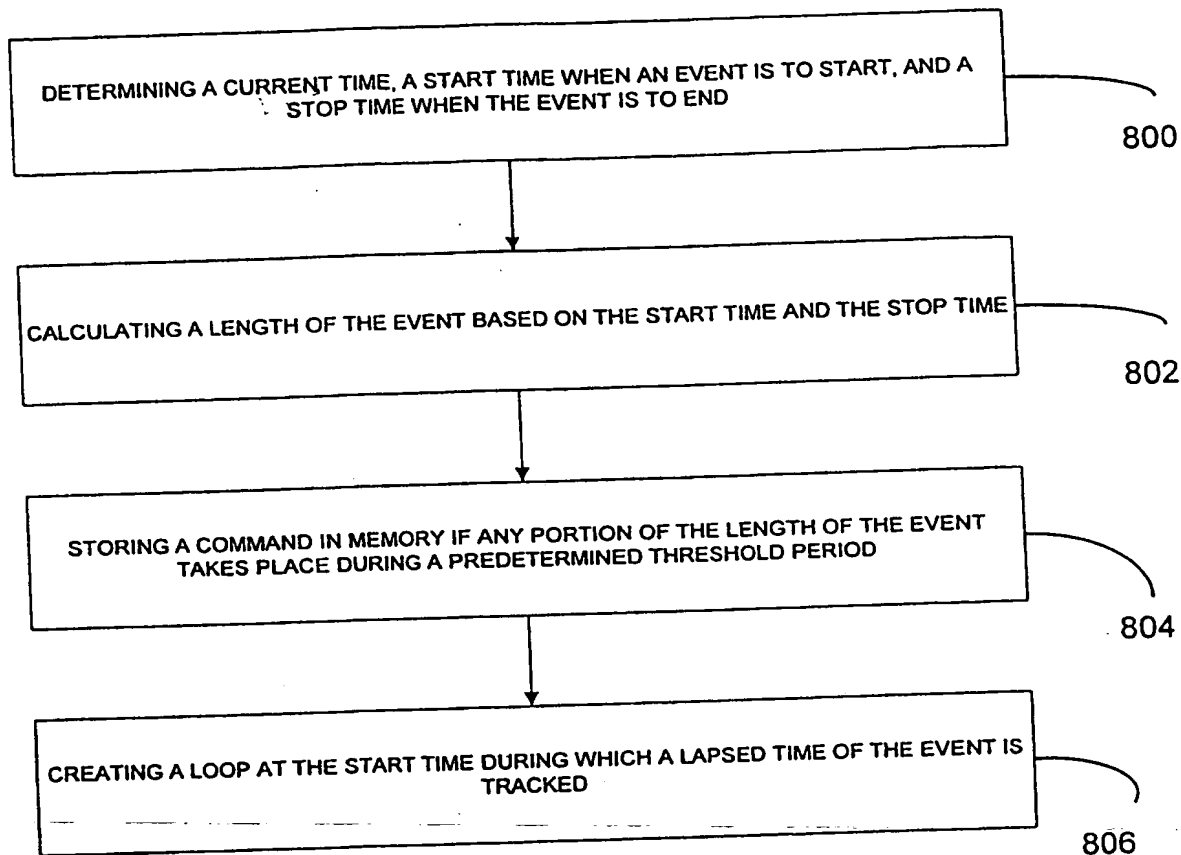 DETERMINING A CURRENT TIME, A START TIME WHEN AN EVENT IS TO START, AND A
STOP TIME WHEN THE EVENT IS TO END
800
CALCULATING A LENGTH OF THE EVENT BASED ON THE START TIME AND THE STOP TIME
802
STORING A COMMAND IN MEMORY IF ANY PORTION OF THE LENGTH OF THE EVENT
TAKES PLACE DURING A PREDETERMINED THRESHOLD PERIOD
804
CREATING A LOOP AT THE START TIME DURING WHICH A LAPSED TIME OF THE EVENT IS
TRACKED
806